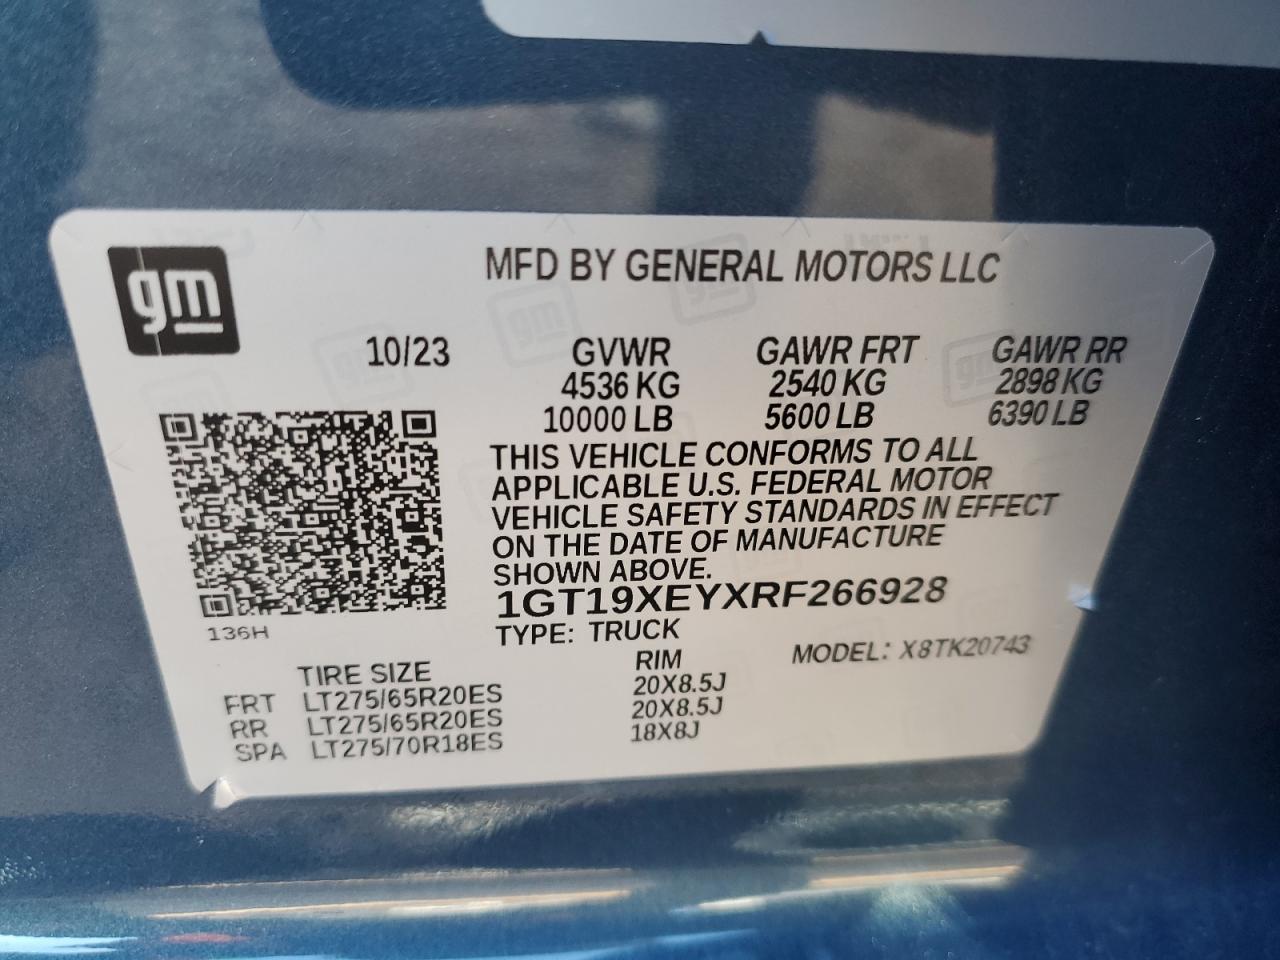 gm
MFD BY GENERAL MOTORS LLC
10/23 GVWR GAWR FRT GAWR RR
4536 KG 2540 KG 2898 KG
10000 LB 5600 LB 6390 LB
THIS VEHICLE CONFORMS TO ALL
APPLICABLE U.S. FEDERAL MOTOR
VEHICLE SAFETY STANDARDS IN EFFECT
ON THE DATE OF MANUFACTURE
SHOWN ABOVE.
1GT19XEYXRF266928
136H
TYPE: TRUCK
MODEL: X8TK20743
TIRE SIZE RIM
FRT LT275/65R20ES 20X8.5J
RR LT275/65R20ES 20X8.5J
SPA LT275/70R18ES 18X8J